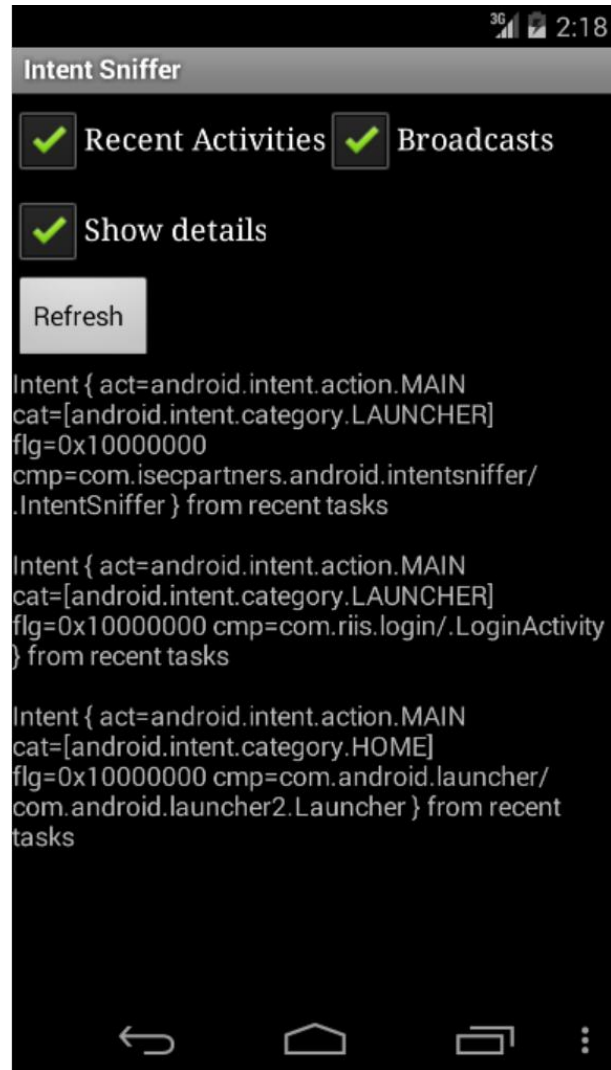 3G 2:18
Intent Sniffer
Recent Activities Broadcasts
Show details
Refresh
Intent { act=android.intent.action.MAIN
cat=[android.intent.category.LAUNCHER]
flg=0x10000000
cmp=com.isecpartners.android.intentsniffer/
.IntentSniffer } from recent tasks
Intent { act=android.intent.action.MAIN
cat=[android.intent.category.LAUNCHER]
flg=0x10000000 cmp=com.riis.login/.LoginActivity
} from recent tasks
Intent { act=android.intent.action.MAIN
cat=[android.intent.category.HOME]
flg=0x10000000 cmp=com.android.launcher/
com.android.launcher2.Launcher } from recent
tasks